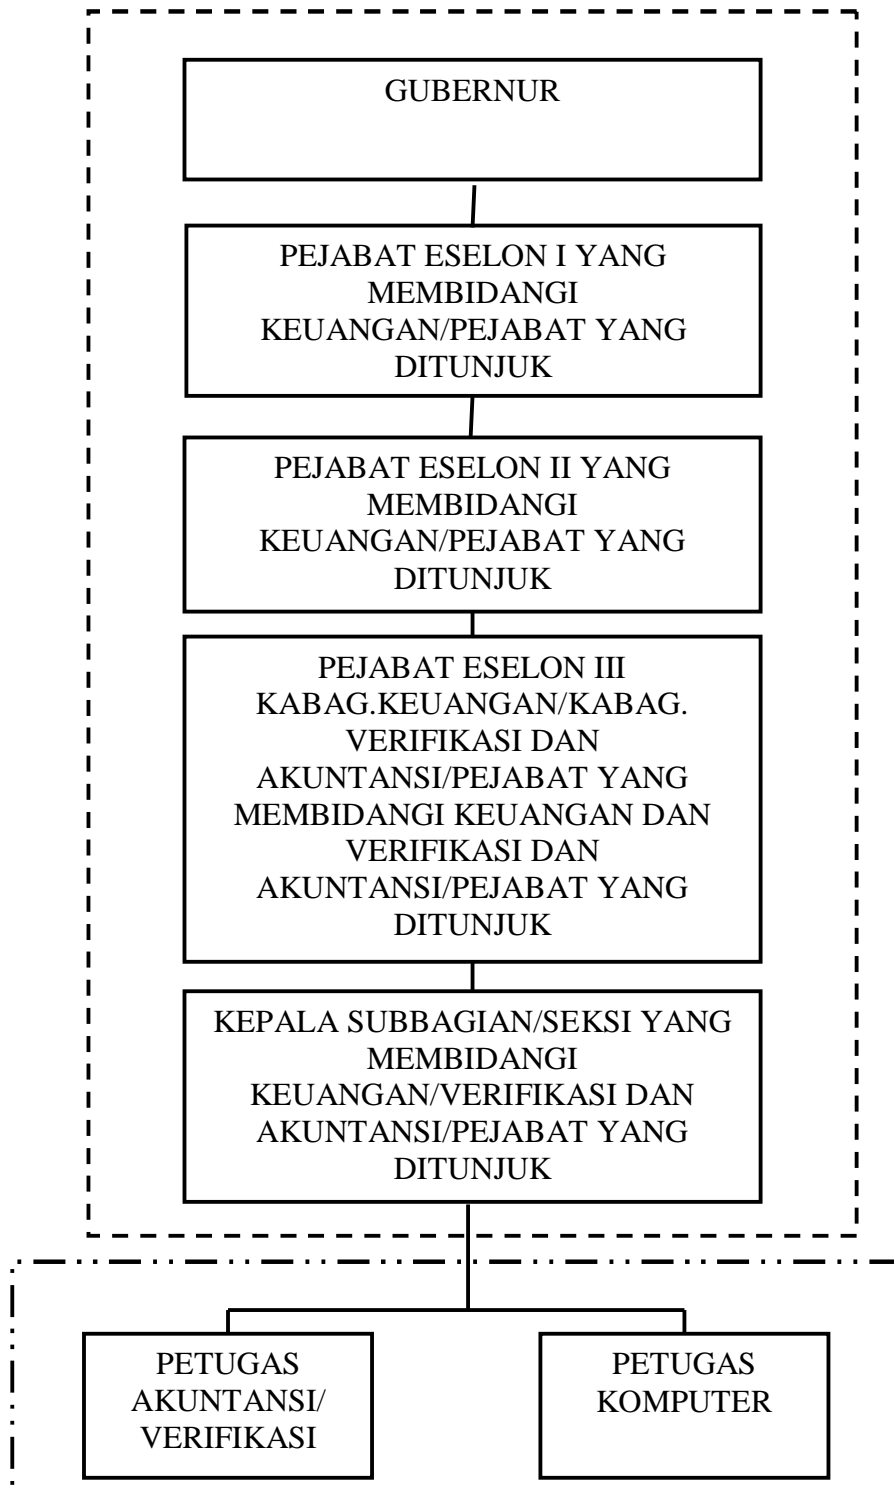 GUBERNUR
PEJABAT ESELON I YANG
MEMBIDANGI
KEUANGAN/PEJABAT YANG
DITUNJUK
PEJABAT ESELON II YANG
MEMBIDANGI
KEUANGAN/PEJABAT YANG
DITUNJUK
PEJABAT ESELON III
KABAG.KEUANGAN/KABAG.
VERIFIKASI DAN
AKUNTANSI/PEJABAT YANG
MEMBIDANGI KEUANGAN DAN
VERIFIKASI DAN
AKUNTANSI/PEJABAT YANG
DITUNJUK
KEPALA SUBBAGIAN/SEKSI YANG
MEMBIDANGI
KEUANGAN/VERIFIKASI DAN
AKUNTANSI/PEJABAT YANG
DITUNJUK
PETUGAS
AKUNTANSI/
VERIFIKASI
PETUGAS
KOMPUTER